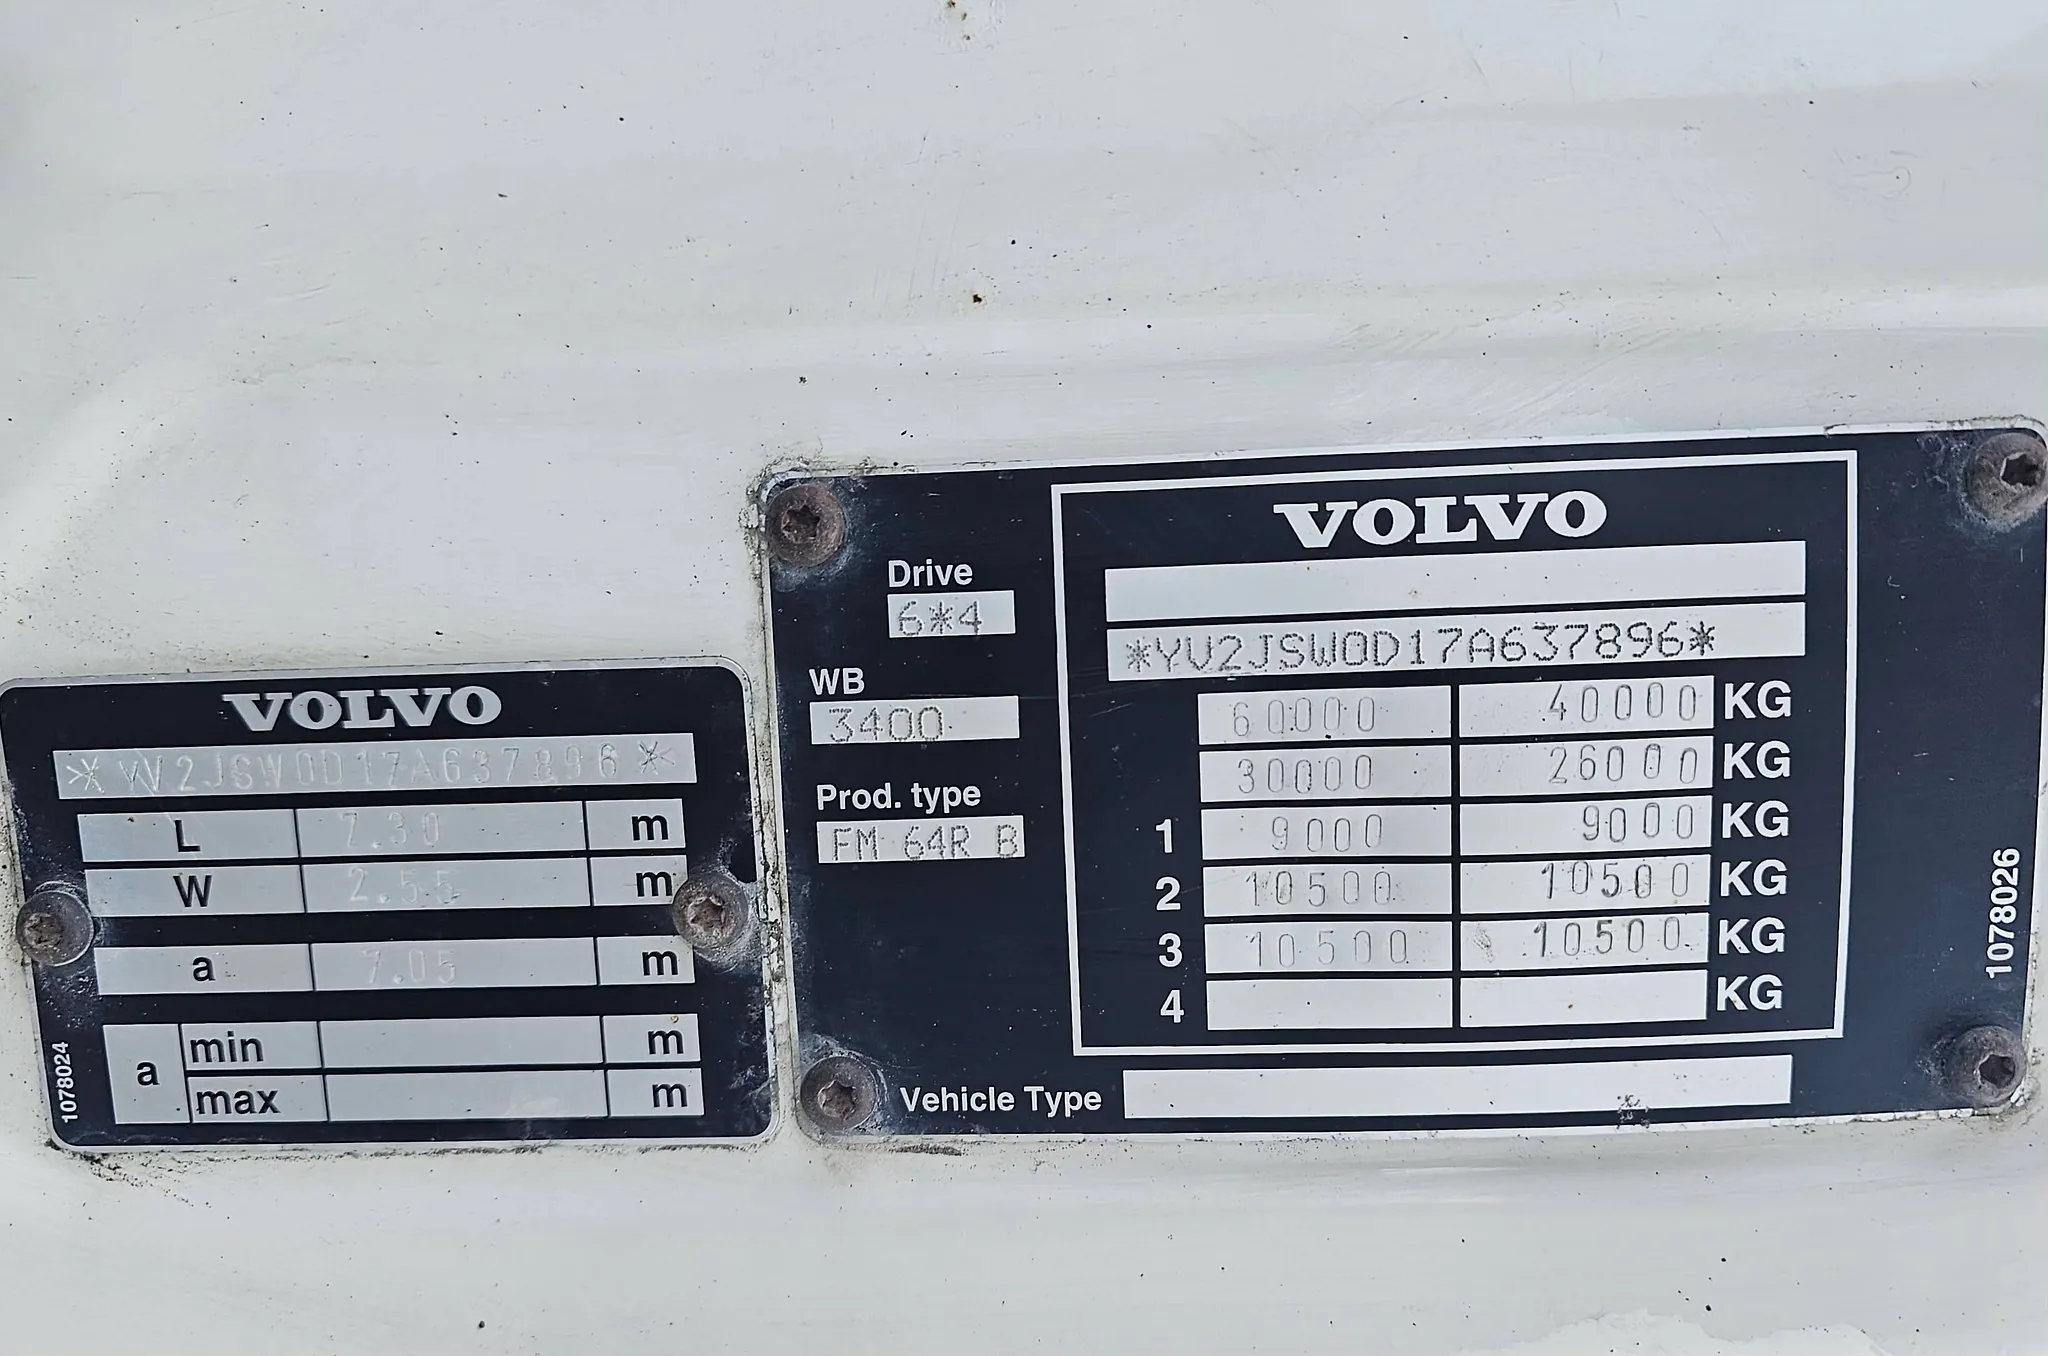 VOLVO
*YV2JSW0D17A637896*
L 7.30 m
W 2.55 m
a 7.05 m
a min m
max m
1078024
Drive
6*4
WB
3400
Prod. type
FM 64R B
VOLVO
*YV2JSW0D17A637896*
60000 40000 KG
30000 26000 KG
1 9000 9000 KG
2 10500 10500 KG
3 10500 10500 KG
4 KG
Vehicle Type
1078026